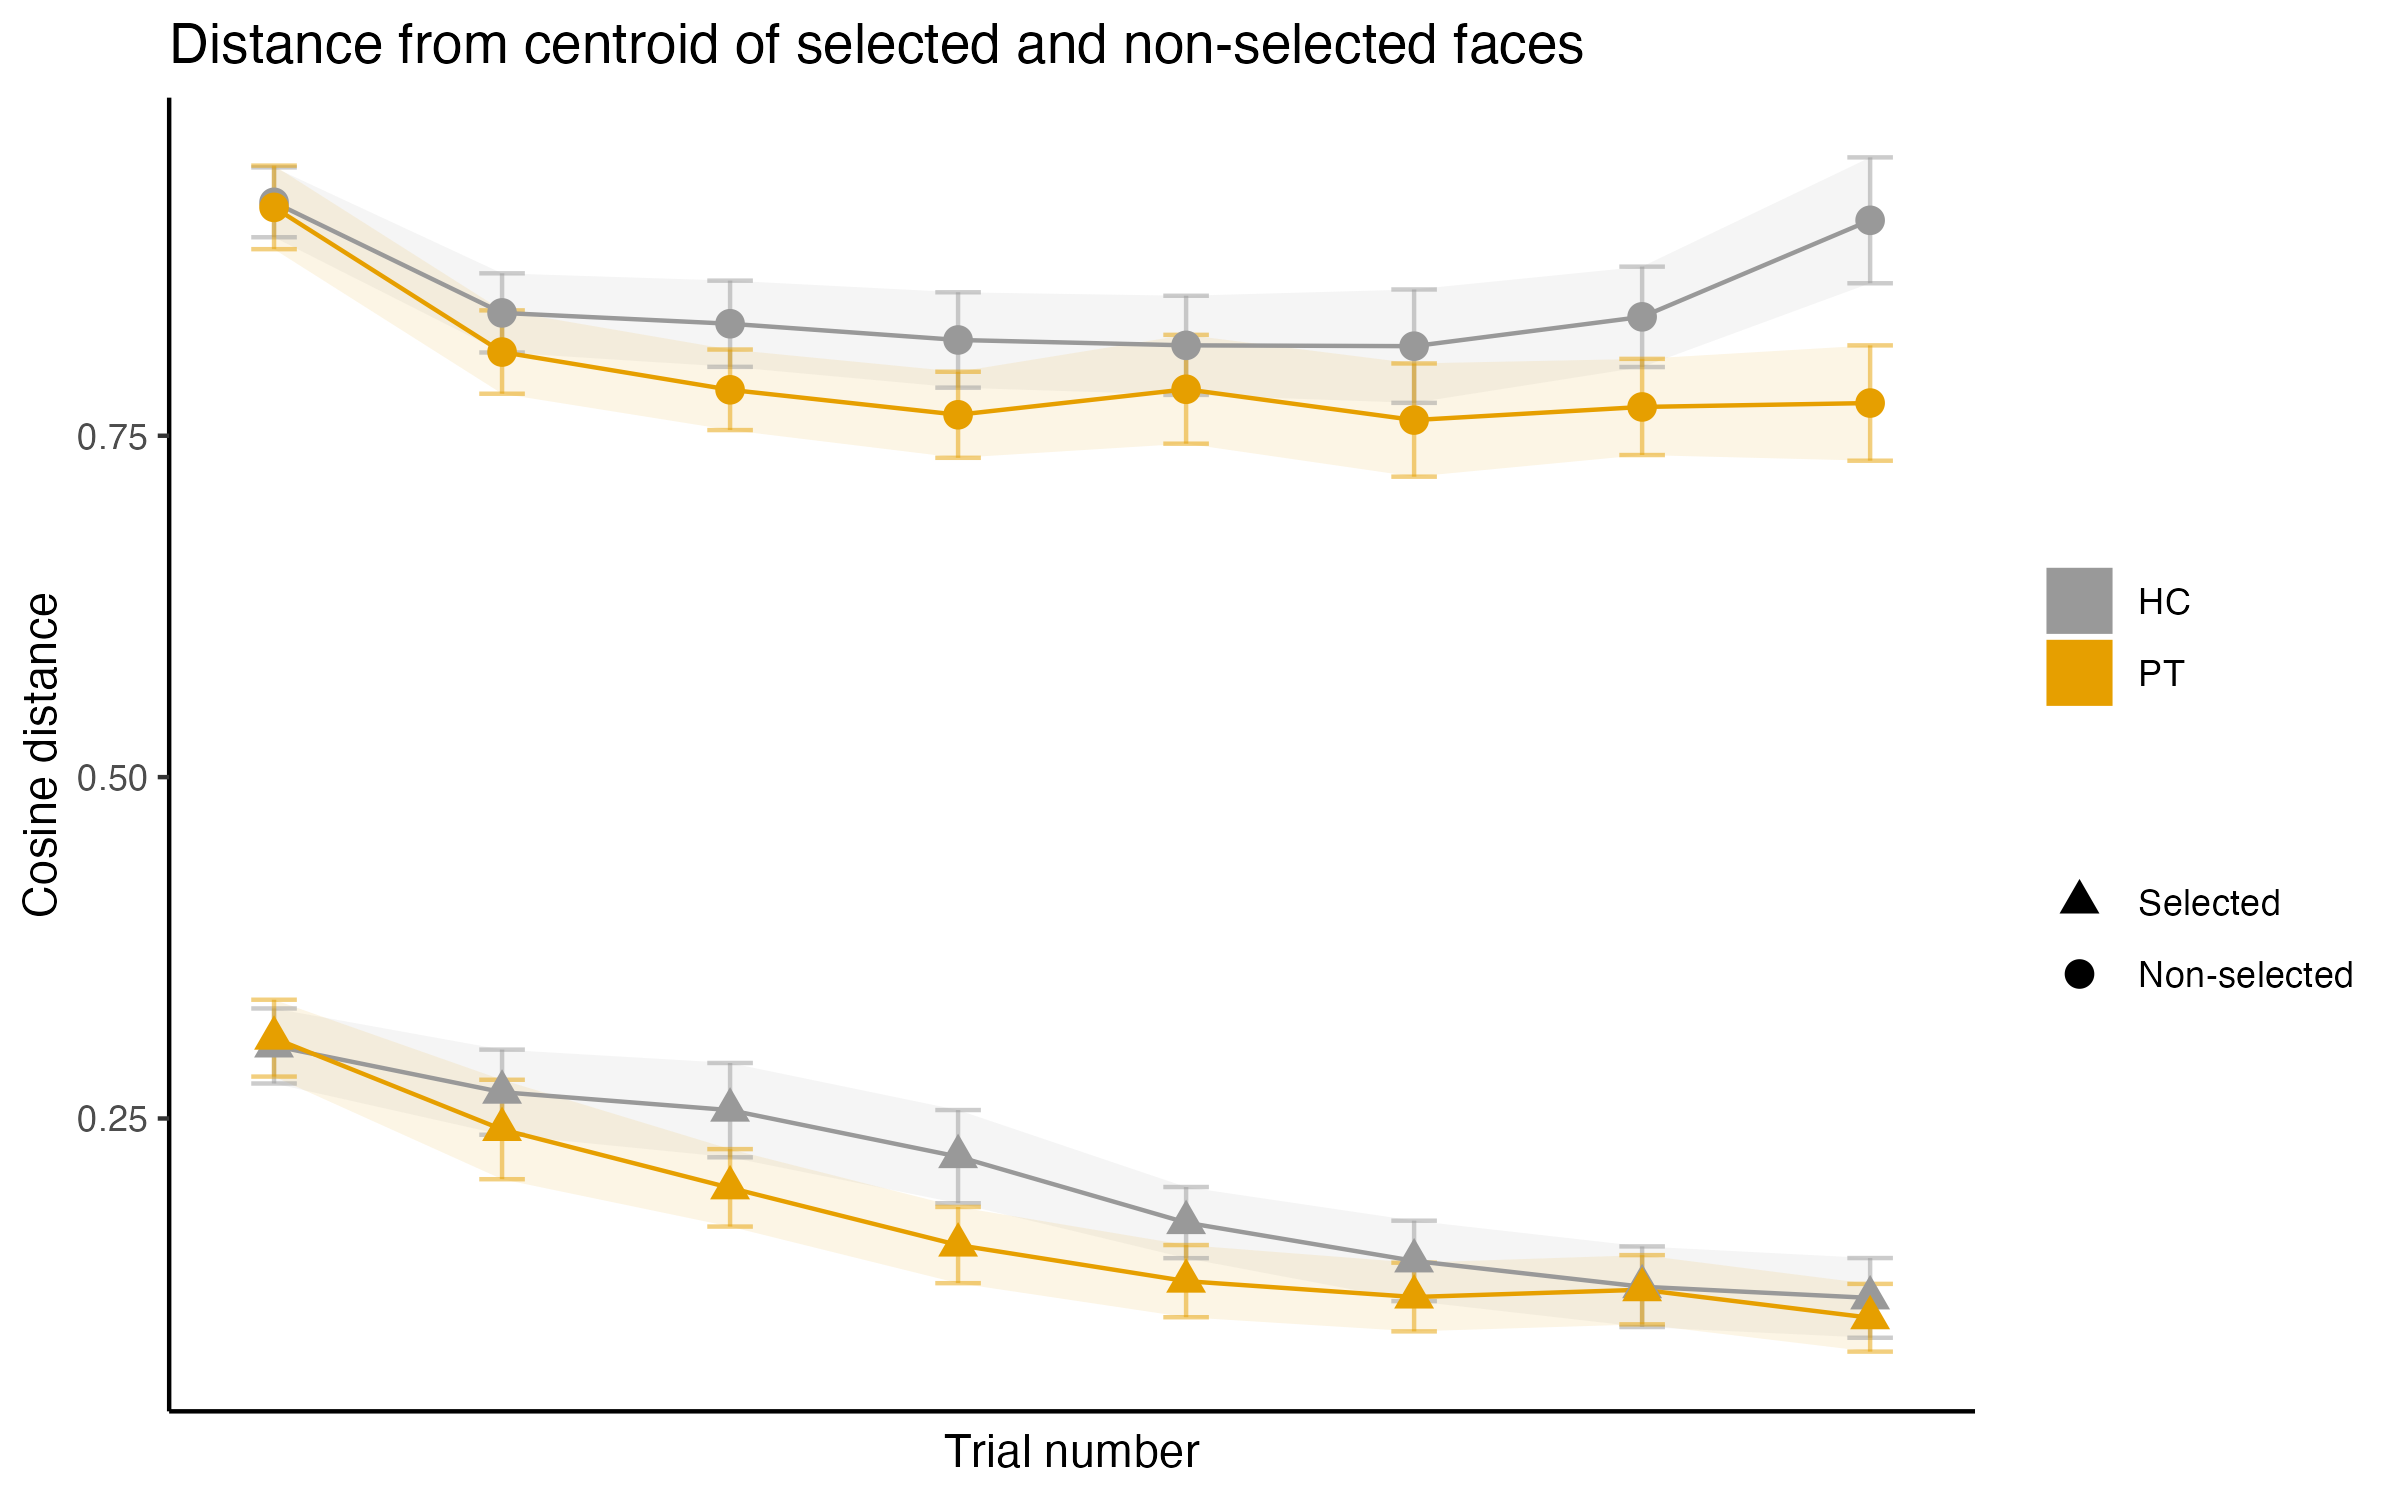 Distance from centroid of selected and non-selected faces
Cosine distance
0.75
0.50
0.25
Trial number
HC
PT
Selected
Non-selected